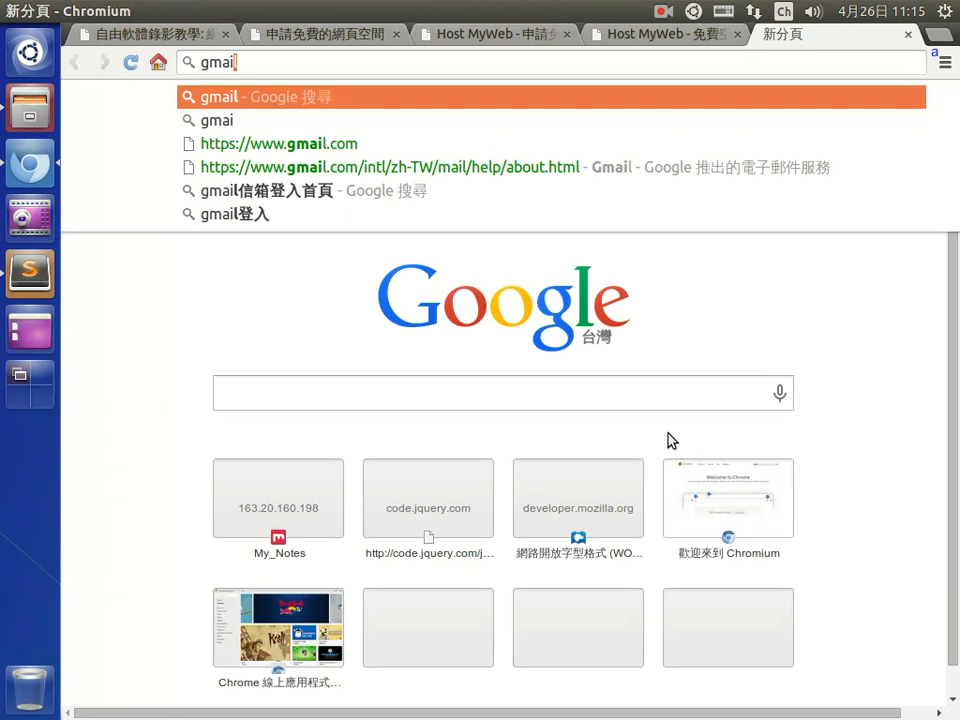 新分頁 - Chromium
Ch
4月26日 11:15
自由軟體錄影教學: 絲
申請免費的網頁空間
Host MyWeb - 申請
Host MyWeb - 免費
新分頁
gmail
a
gmail - Google 搜尋
gmai
https://www.gmail.com
https://www.gmail.com/intl/zh-TW/mail/help/about.html - Gmail - Google 推出的電子郵件服務
gmail信箱登入首頁 - Google 搜尋
gmail登入
Google
台灣
163.20.160.198
code.jquery.com
developer.mozilla.org
Welcome to Chrome
My_Notes
http://code.jquery.com/j...
網路開放字型格式 (WO...
歡迎來到 Chromium
Chrome 線上應用程式...